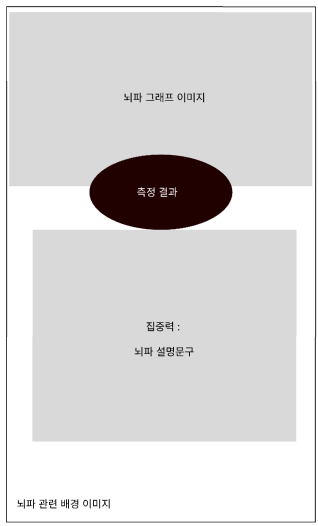 뇌파 그래프 이미지
측정 결과
집중력 :
뇌파 설명문구
뇌파 관련 배경 이미지